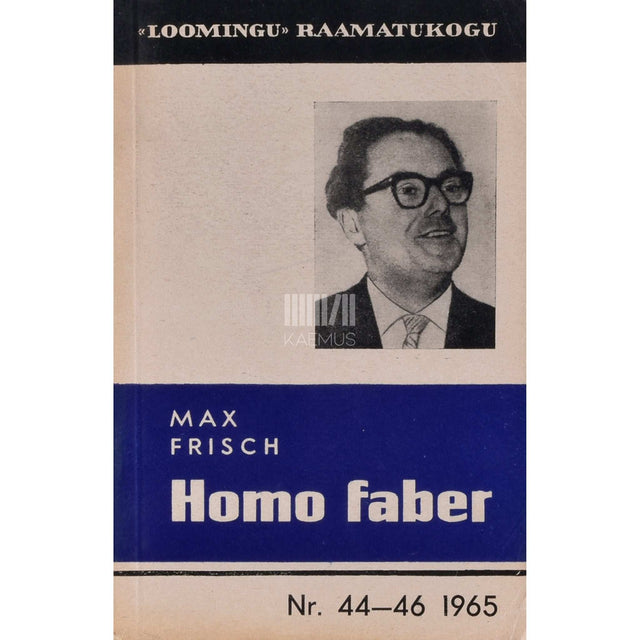 «LOOMINGU» RAAMATUKOGU
KAEMUS
MAX
FRISCH
Homo faber
Nr. 44—46 1965